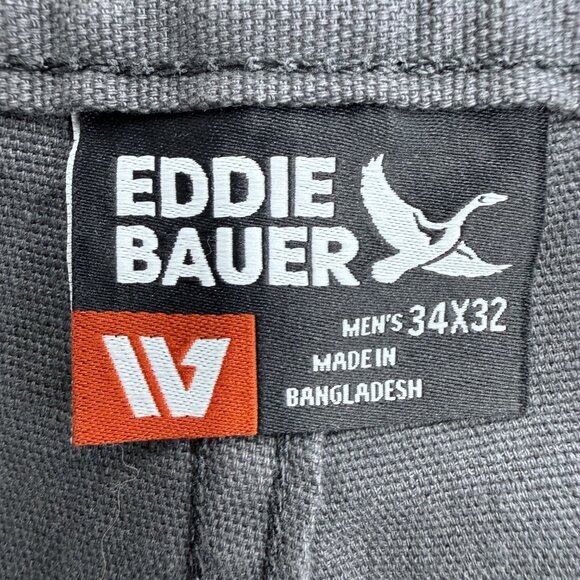 EDDIE
BAUER
MEN'S 34X32
MADE IN
BANGLADESH
W